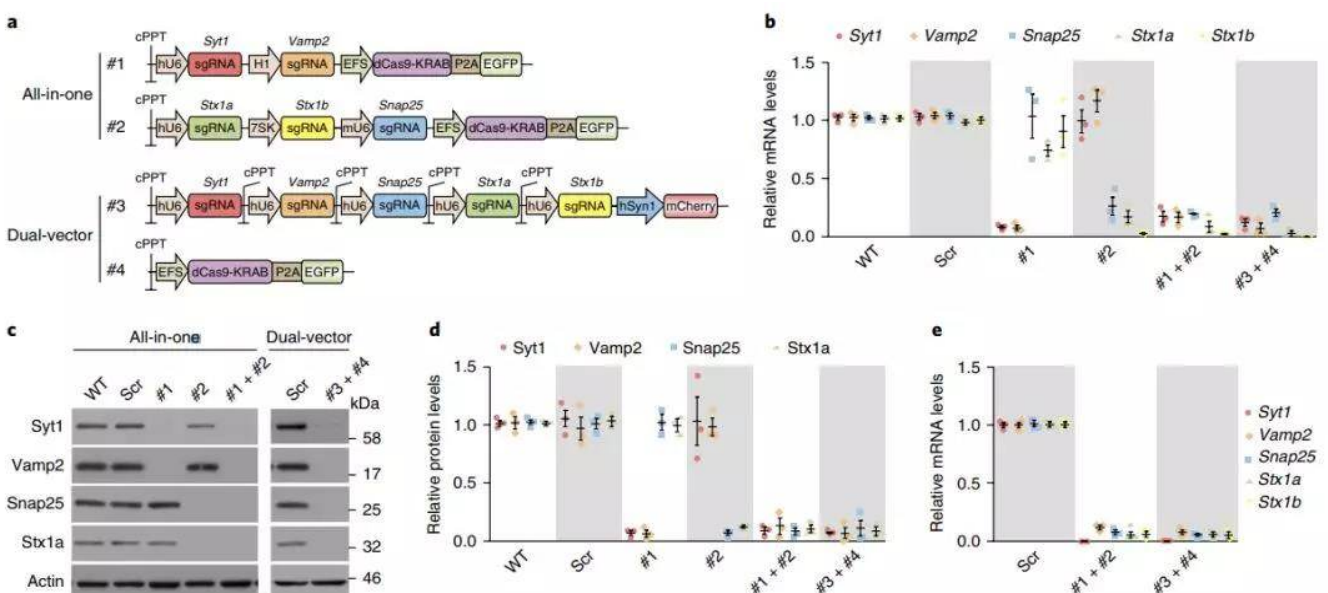 a
All-in-one
#1
cPPT
Syt1
Vamp2
hU6 sgRNA H1 sgRNA EFS dCas9-KRAB P2A EGFP
#2
cPPT
Stx1a
Stx1b
Snap25
hU6 sgRNA 7SK sgRNA mU6 sgRNA EFS dCas9-KRAB P2A EGFP
Dual-vector
#3
cPPT Syt1 cPPT Vamp2 cPPT Snap25 cPPT Stx1a cPPT Stx1b
hU6 sgRNA hU6 sgRNA hU6 sgRNA hU6 sgRNA hU6 sgRNA hSyn1 mCherry
#4
cPPT
EFS dCas9-KRAB P2A EGFP
b
Syt1 Vamp2 Snap25 Stx1a Stx1b
Relative mRNA levels
1.5
1.0
0.5
0.0
WT Scr #1 #2 #1 + #2 #3 + #4
c
All-in-one Dual-vector
WT Scr #1 #2 #1 + #2 Scr #3 + #4
kDa
Syt1 58
Vamp2 17
Snap25 25
Stx1a 32
Actin 46
d
Syt1 Vamp2 Snap25 Stx1a
Relative protein levels
1.5
1.0
0.5
0.0
WT Scr #1 #2 #1 + #2 #3 + #4
e
Relative mRNA levels
1.5
1.0
0.5
0.0
Scr #1 + #2 #3 + #4
Syt1
Vamp2
Snap25
Stx1a
Stx1b